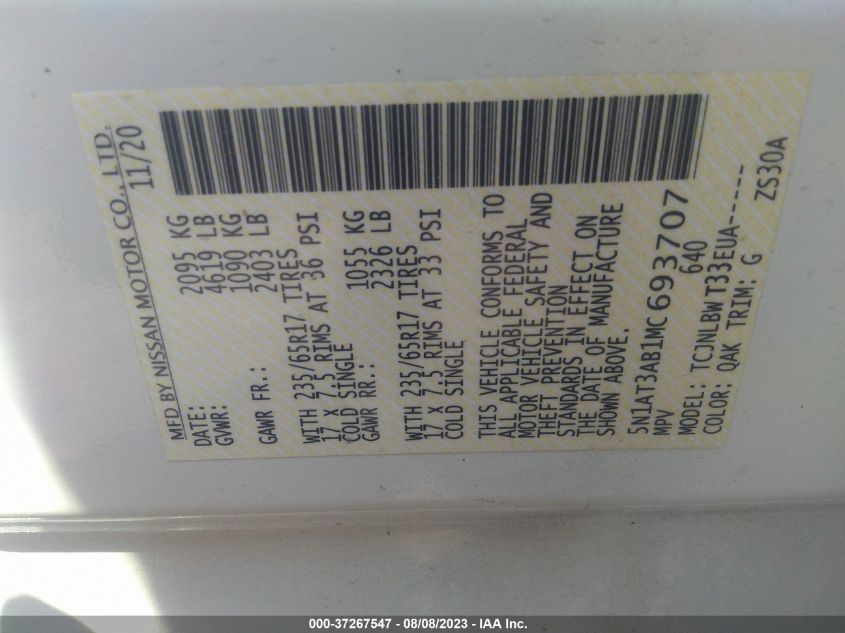 MFD BY NISSAN MOTOR CO., LTD.
DATE: 11/20
GVWR: 2095 KG
4619 LB
GAWR FR.: 1090 KG
2403 LB
WITH 235/65R17 TIRES
17 X 7.5 RIMS AT 36 PSI
COLD SINGLE
GAWR RR.: 1055 KG
2326 LB
WITH 235/65R17 TIRES
17 X 7.5 RIMS AT 33 PSI
COLD SINGLE
THIS VEHICLE CONFORMS TO
ALL APPLICABLE FEDERAL
MOTOR VEHICLE SAFETY AND
THEFT PREVENTION
STANDARDS IN EFFECT ON
THE DATE OF MANUFACTURE
SHOWN ABOVE.
5N1AT3AB1MC693707
MPV 640
MODEL: TCJNLBW T33EUA------
COLOR: QAK TRIM: G ZS30A
000-37267547 - 08/08/2023 - IAA Inc.